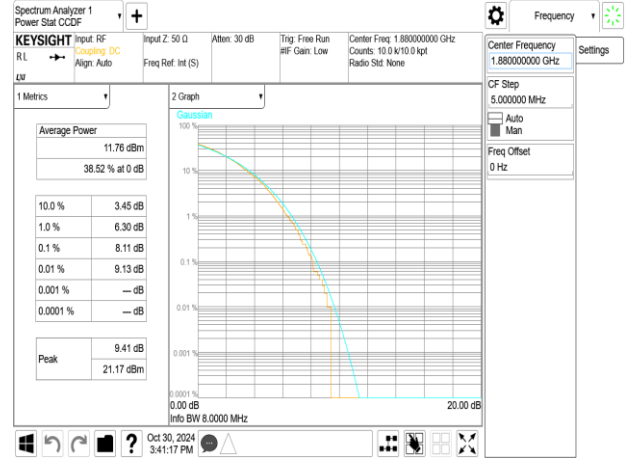 Spectrum Analyzer 1
Power Stat CCDF
Frequency
KEYSIGHT
RL
Input: RF
Coupling: DC
Align: Auto
Input Z: 50 Ω
Freq Ref: Int (S)
Atten: 30 dB
Trig: Free Run
#IF Gain: Low
Center Freq: 1.880000000 GHz
Counts: 10.0 k/10.0 kpt
Radio Std: None
Center Frequency
1.880000000 GHz
Settings
CF Step
5.000000 MHz
Auto
Man
Freq Offset
0 Hz
1 Metrics
Average Power
11.76 dBm
38.52 % at 0 dB
10.0 % 3.45 dB
1.0 % 6.30 dB
0.1 % 8.11 dB
0.01 % 9.13 dB
0.001 % --- dB
0.0001 % --- dB
Peak
9.41 dB
21.17 dBm
2 Graph
Gaussian
100 %
10 %
1 %
0.1 %
0.01 %
0.001 %
0.0001 %
0.00 dB 20.00 dB
Info BW 8.0000 MHz
?
Oct 30, 2024
3:41:17 PM